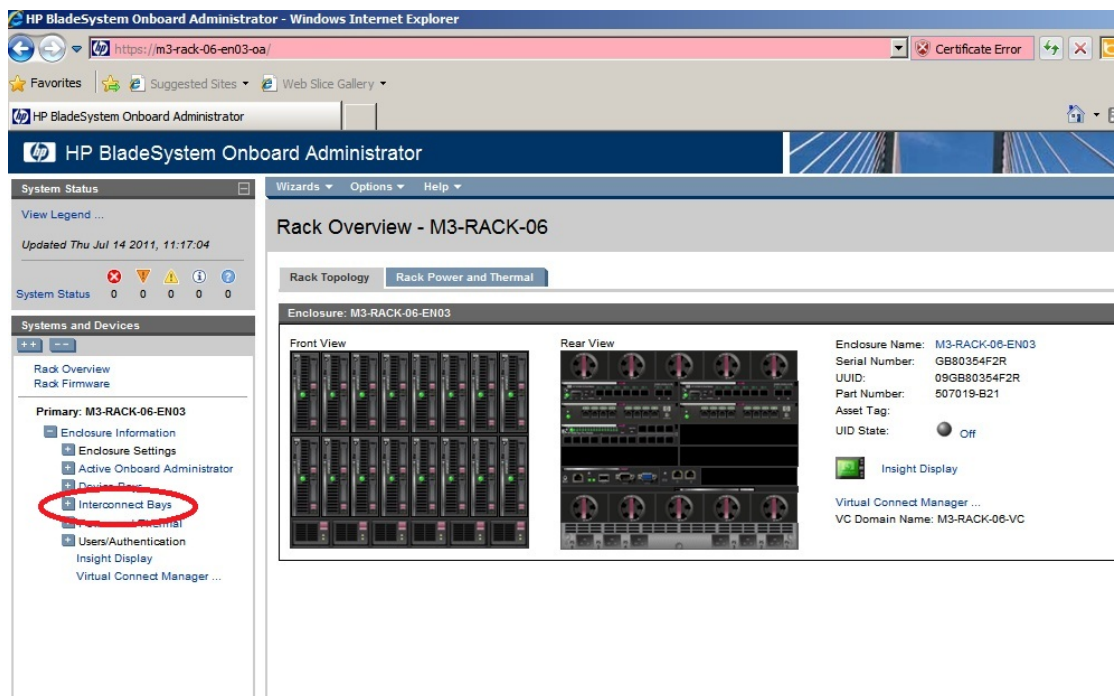 HP BladeSystem Onboard Administrator - Windows Internet Explorer
https://m3-rack-06-en03-oa/
Certificate Error
Favorites
Suggested Sites
Web Slice Gallery
HP BladeSystem Onboard Administrator
HP BladeSystem Onboard Administrator
System Status
View Legend ...
Updated Thu Jul 14 2011, 11:17:04
System Status 0 0 0 0 0
Systems and Devices
Rack Overview
Rack Firmware
Primary: M3-RACK-06-EN03
Enclosure Information
Enclosure Settings
Active Onboard Administrator
Device Bays
Interconnect Bays
Power and Thermal
Users/Authentication
Insight Display
Virtual Connect Manager ...
Wizards Options Help
Rack Overview - M3-RACK-06
Rack Topology Rack Power and Thermal
Enclosure: M3-RACK-06-EN03
Front View
Rear View
Enclosure Name: M3-RACK-06-EN03
Serial Number: GB80354F2R
UUID: 09GB80354F2R
Part Number: 507019-B21
Asset Tag:
UID State: Off
Insight Display
Virtual Connect Manager ...
VC Domain Name: M3-RACK-06-VC